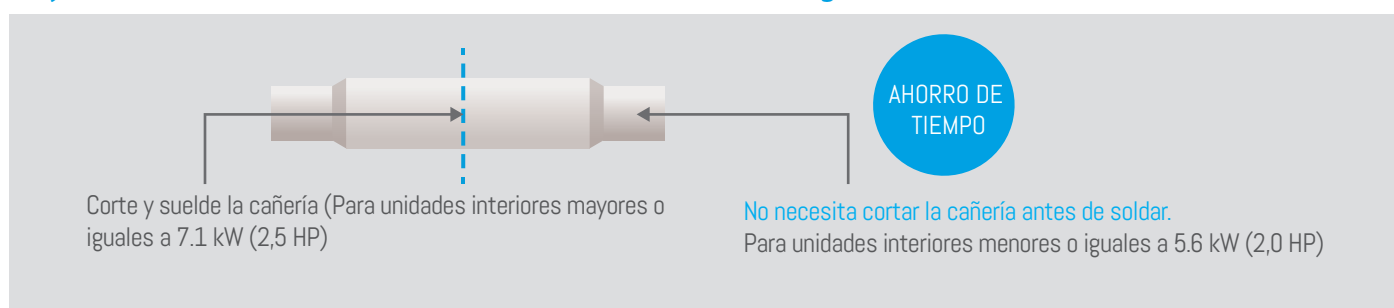 AHORRO DE
TIEMPO
Corte y suelde la cañería (Para unidades interiores mayores o
iguales a 7.1 kW (2,5 HP)
No necesita cortar la cañería antes de soldar.
Para unidades interiores menores o iguales a 5.6 kW (2,0 HP)